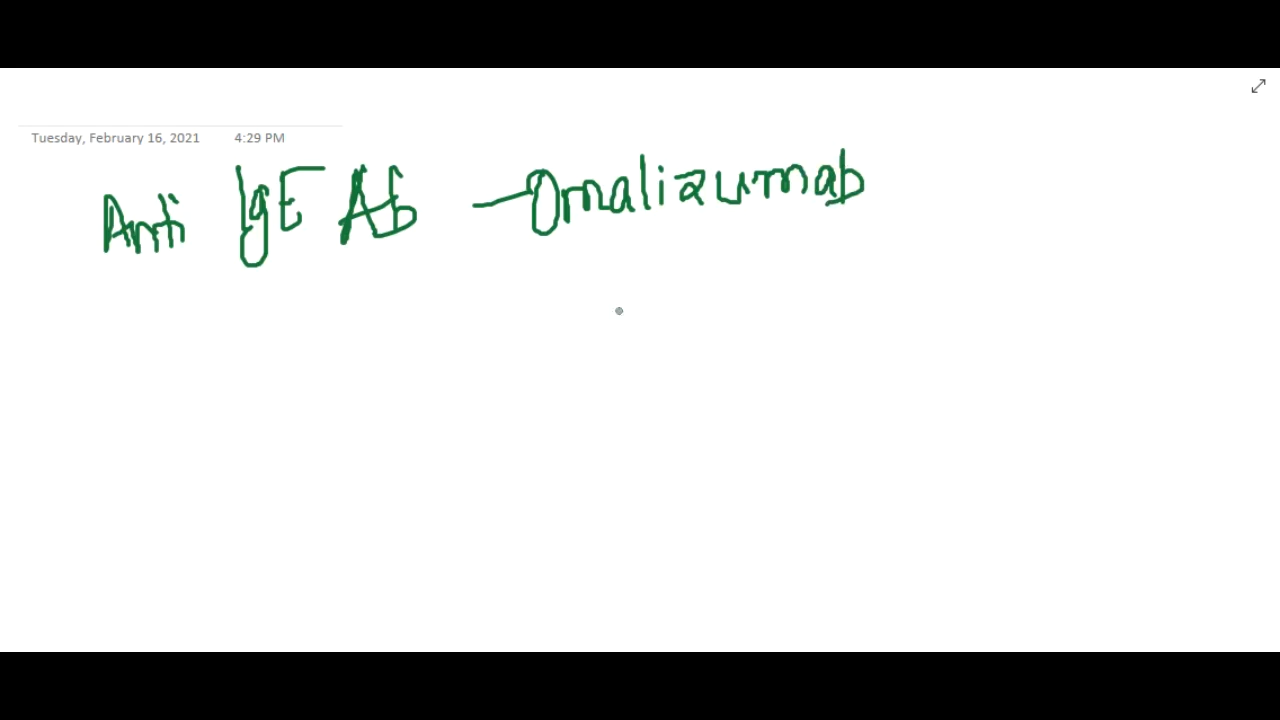 Tuesday, February 16, 2021 4:29 PM
Anti IgE Ab - Omalizumab